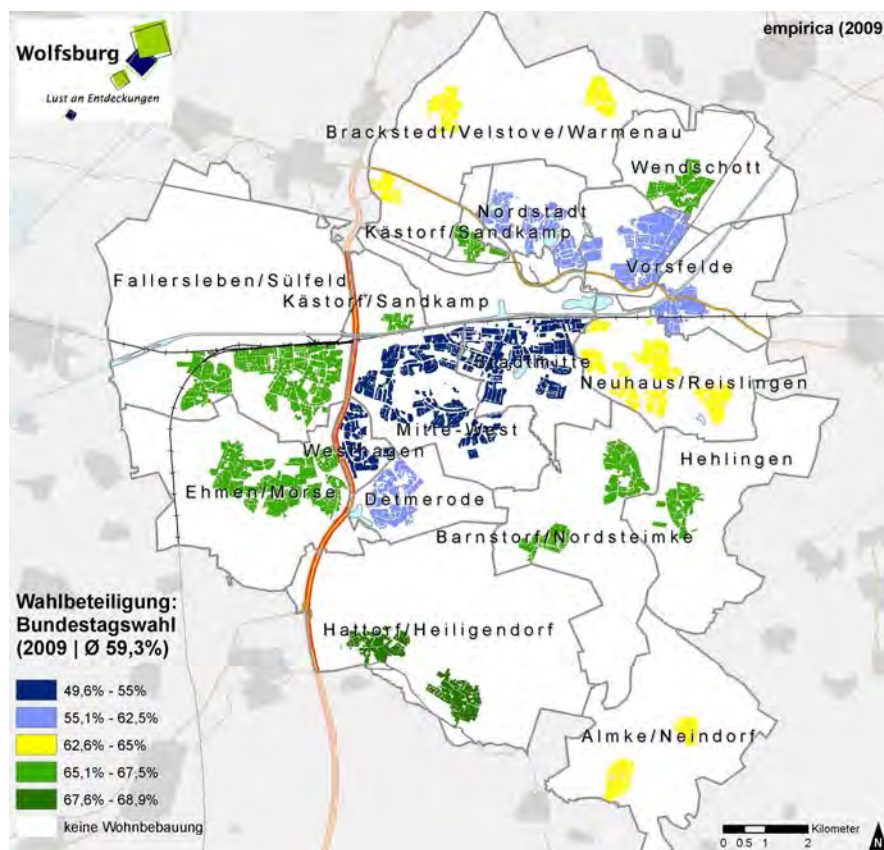 Wolfsburg
Lust an Entdeckungen
empirica (2009
Brackstedt/Velstove/Warmenau
Wendschott
Nordstadt
Kästorf/Sandkamp
Vorsfelde
Fallersleben/Sülfeld
Kästorf/Sandkamp
Stadtmitte
Neuhaus/Reislingen
Mitte-West
Westhagen
Hehlingen
Ehmen/Mörse
Detmerode
Barnstorf/Nordsteimke
Hattorf/Heiligendorf
Almke/Neindorf
Wahlbeteiligung:
Bundestagswahl
(2009 | Ø 59,3%)
49,6% - 55%
55,1% - 62,5%
62,6% - 65%
65,1% - 67,5%
67,6% - 68,9%
keine Wohnbebauung
Kilometer
0 0.5 1 2
N